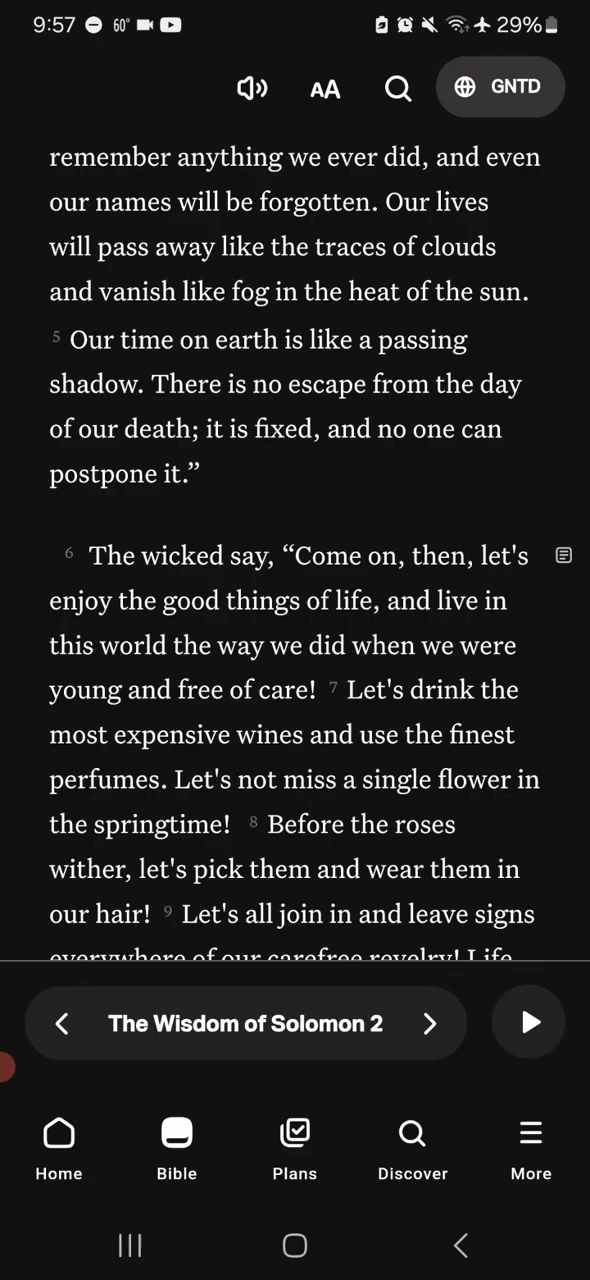 9:57 60° 29%
GNTD
remember anything we ever did, and even
our names will be forgotten. Our lives
will pass away like the traces of clouds
and vanish like fog in the heat of the sun.
5 Our time on earth is like a passing
shadow. There is no escape from the day
of our death; it is fixed, and no one can
postpone it.”
6 The wicked say, “Come on, then, let's
enjoy the good things of life, and live in
this world the way we did when we were
young and free of care! 7 Let's drink the
most expensive wines and use the finest
perfumes. Let's not miss a single flower in
the springtime! 8 Before the roses
wither, let's pick them and wear them in
our hair! 9 Let's all join in and leave signs
everywhere of our carefree revelry! Life
The Wisdom of Solomon 2
Home Bible Plans Discover More